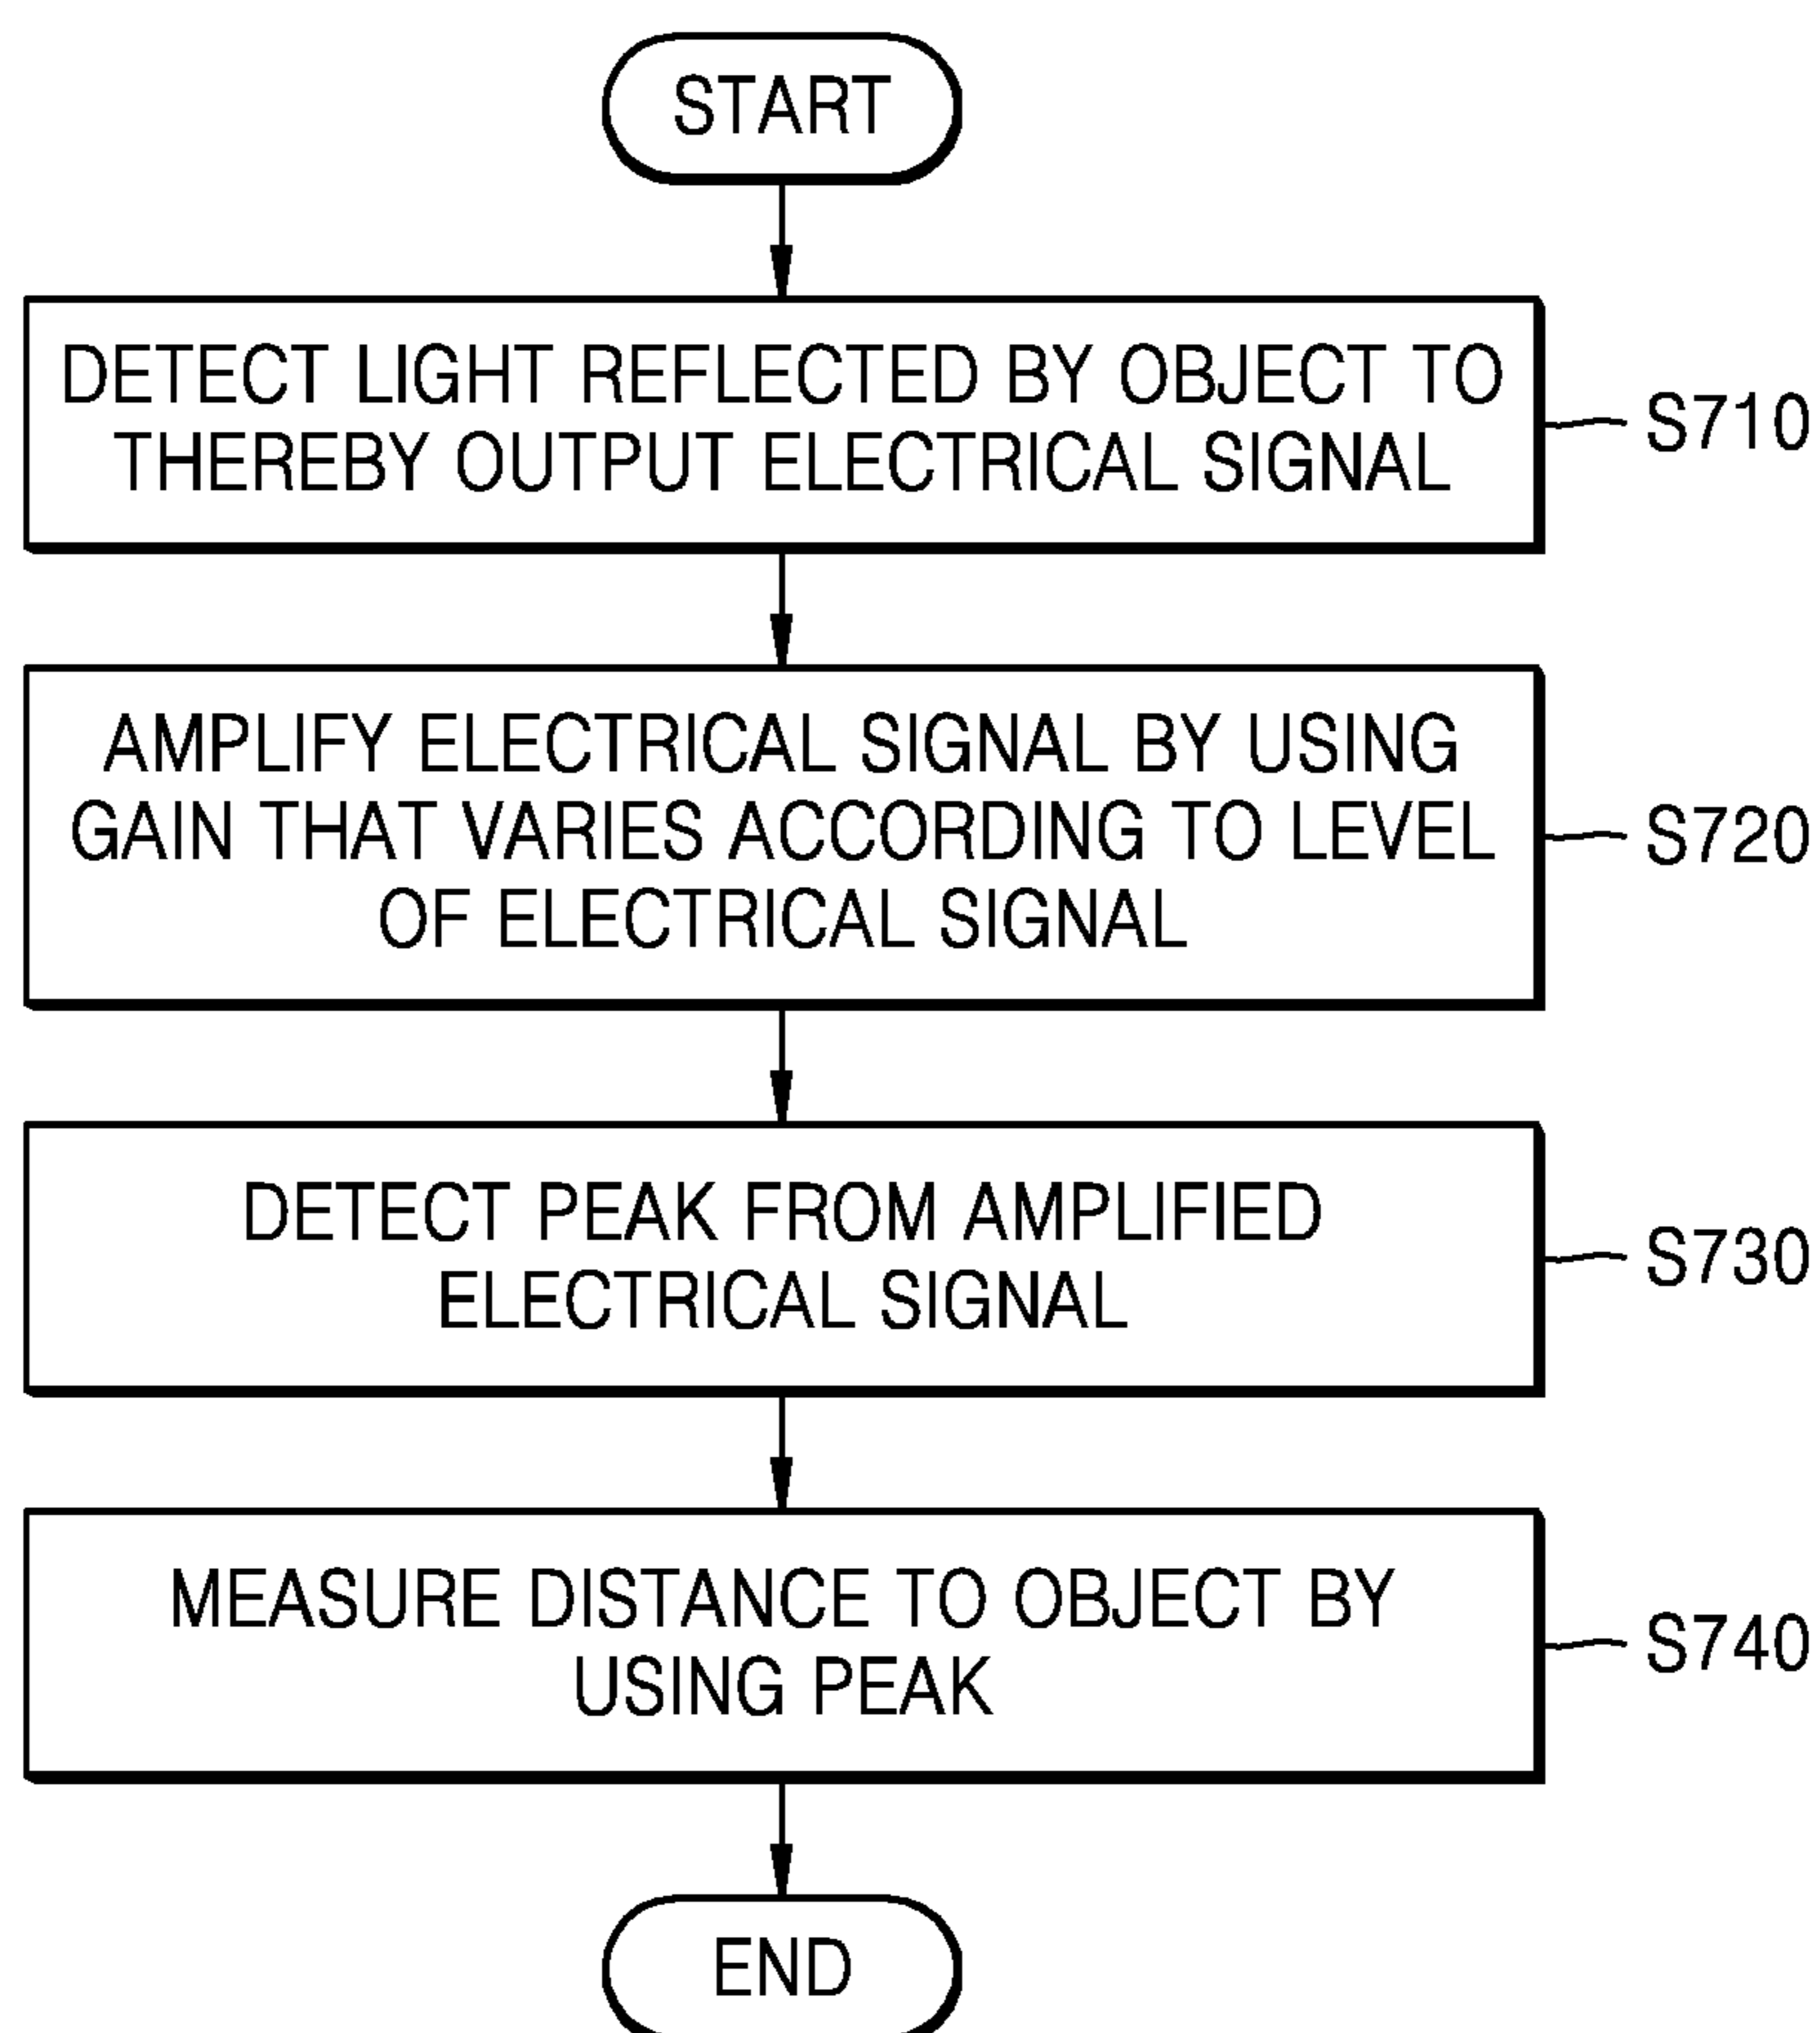 START
DETECT LIGHT REFLECTED BY OBJECT TO
THEREBY OUTPUT ELECTRICAL SIGNAL
S710
AMPLIFY ELECTRICAL SIGNAL BY USING
GAIN THAT VARIES ACCORDING TO LEVEL
OF ELECTRICAL SIGNAL
S720
DETECT PEAK FROM AMPLIFIED
ELECTRICAL SIGNAL
S730
MEASURE DISTANCE TO OBJECT BY
USING PEAK
S740
END